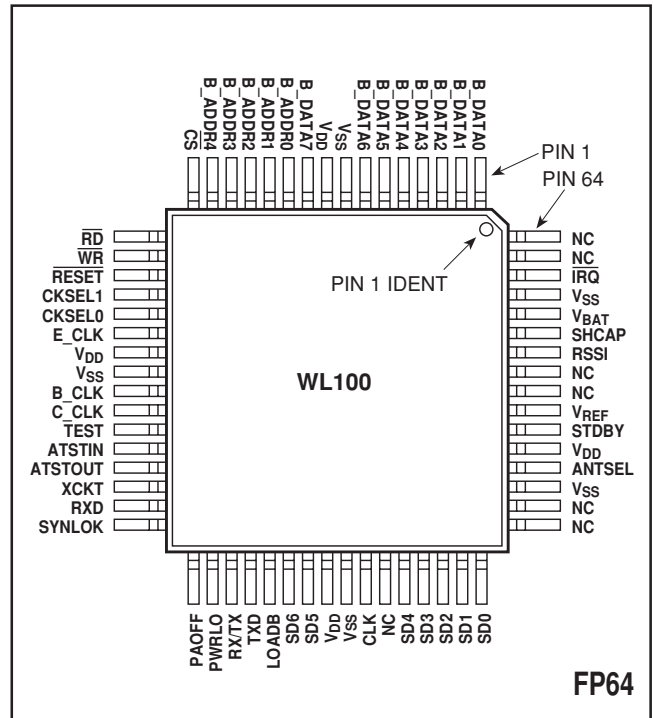 CS
B_ADDR4
B_ADDR3
B_ADDR2
B_ADDR1
B_ADDR0
B_DATA7
VDD
VSS
B_DATA6
B_DATA5
B_DATA4
B_DATA3
B_DATA2
B_DATA1
B_DATA0
PIN 1
PIN 64
PIN 1 IDENT
RD
WR
RESET
CKSEL1
CKSEL0
E_CLK
VDD
VSS
B_CLK
C_CLK
TEST
ATSTIN
ATSTOUT
XCKT
RXD
SYNLOK
WL100
NC
NC
IRQ
VSS
VBAT
SHCAP
RSSI
NC
NC
VREF
STDBY
VDD
ANTSEL
VSS
NC
NC
PAOFF
PWRLO
RX/TX
TXD
LOADB
SD6
SD5
VDD
VSS
CLK
NC
SD4
SD3
SD2
SD1
SD0
FP64